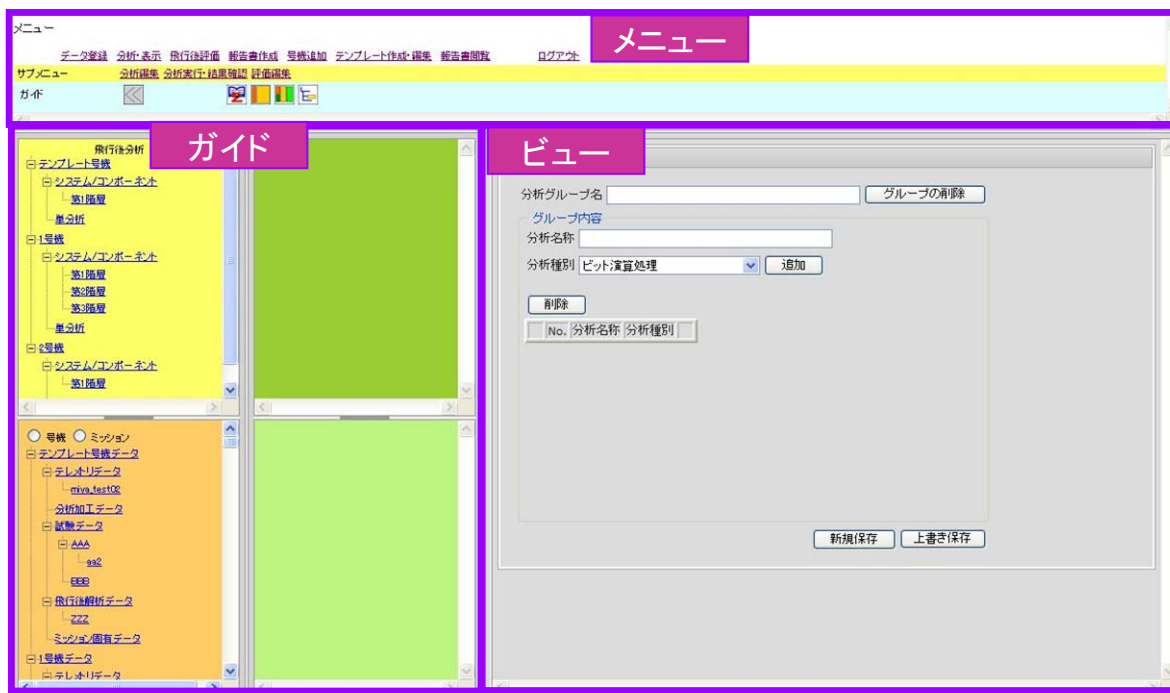 メニュー
メニュー
データ登録 分析・表示 飛行後評価 報告書作成 号機追加 テンプレート作成・編集 報告書閲覧 ログアウト
サブメニュー 分析編集 分析実行・結果確認 評価編集
ガイド
ガイド
飛行後分析
テンプレート号機
システム/コンポーネント
第1階層
単分析
1号機
システム/コンポーネント
第1階層
第2階層
第3階層
単分析
2号機
システム/コンポーネント
第1階層
号機 ミッション
テンプレート号機データ
テレメトリデータ
miya_test02
分析加工データ
試験データ
AAA
aa2
BBB
飛行後解析データ
ZZZ
ミッション固有データ
1号機データ
テレメトリデータ
ビュー
分析グループ名 グループの削除
グループ内容
分析名称
分析種別 ビット演算処理 追加
削除
No. 分析名称 分析種別
新規保存 上書き保存